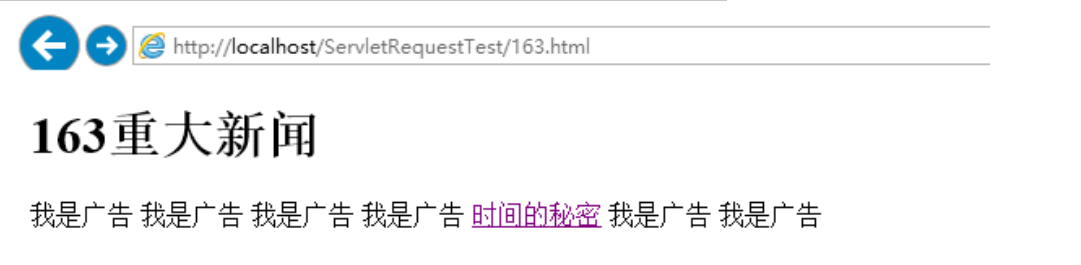 http://localhost/ServletRequestTest/163.html
163重大新闻
我是广告 我是广告 我是广告 我是广告 时间的秘密 我是广告 我是广告